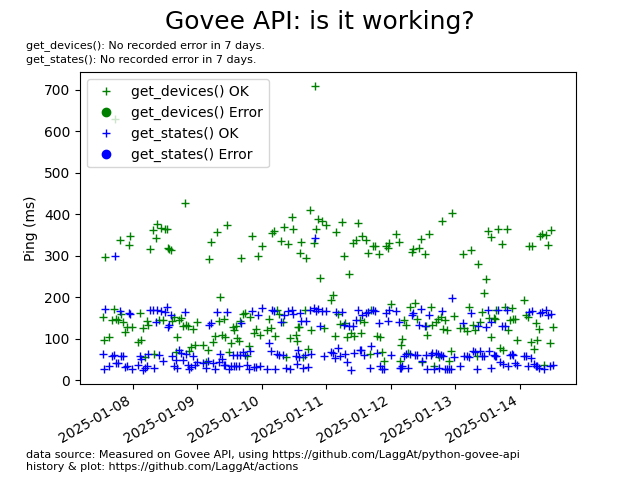 Govee API: is it working?
get_devices(): No recorded error in 7 days.
get_states(): No recorded error in 7 days.
get_devices() OK
get_devices() Error
get_states() OK
get_states() Error
Ping (ms)
700
600
500
400
300
200
100
0
2025-01-08
2025-01-09
2025-01-10
2025-01-11
2025-01-12
2025-01-13
2025-01-14
data source: Measured on Govee API, using https://github.com/LaggAt/python-govee-api
history & plot: https://github.com/LaggAt/actions